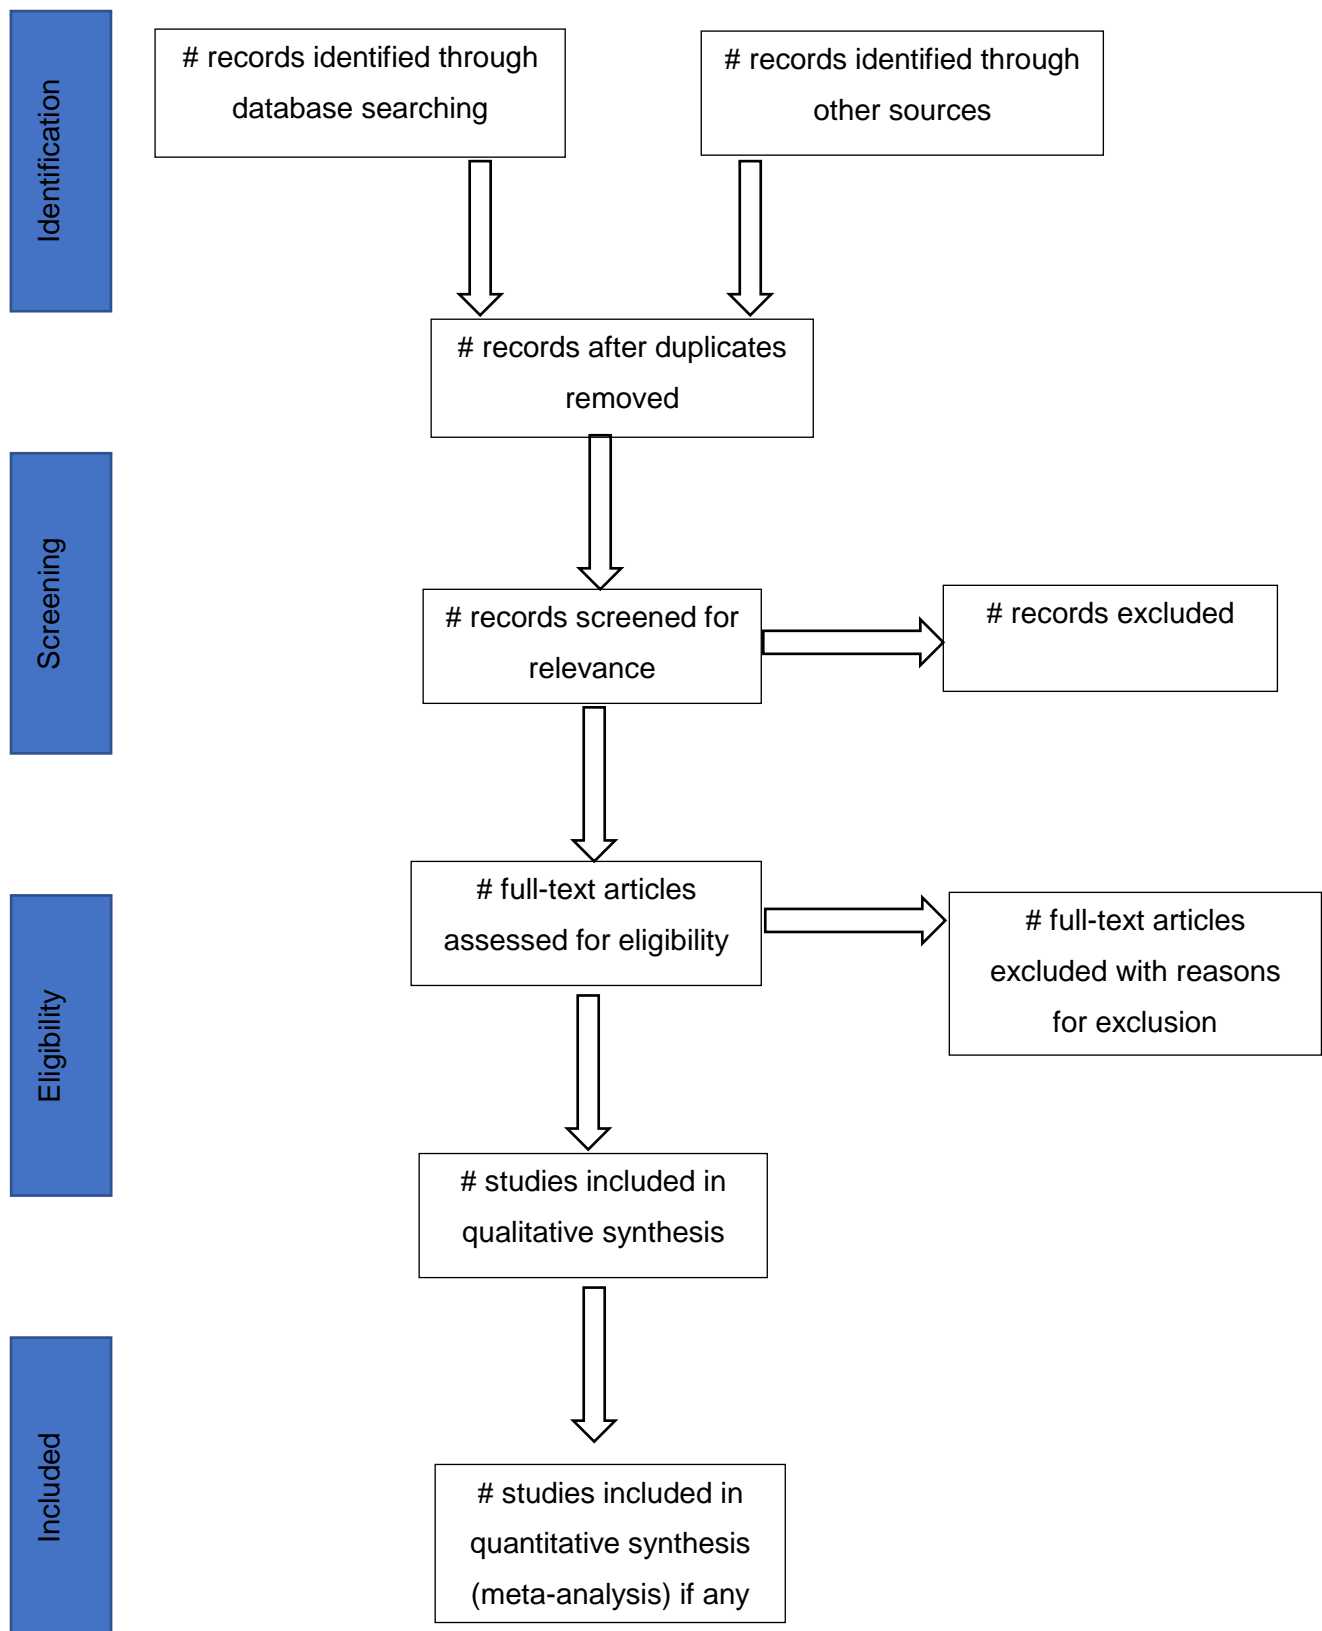 Identification
# records identified through
database searching
# records identified through
other sources
# records after duplicates
removed
Screening
# records screened for
relevance
# records excluded
Eligibility
# full-text articles
assessed for eligibility
# full-text articles
excluded with reasons
for exclusion
# studies included in
qualitative synthesis
Included
# studies included in
quantitative synthesis
(meta-analysis) if any